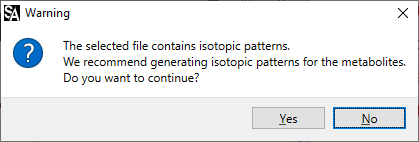 SA Warning
The selected file contains isotopic patterns.
We recommend generating isotopic patterns for the metabolites.
Do you want to continue?
Yes No